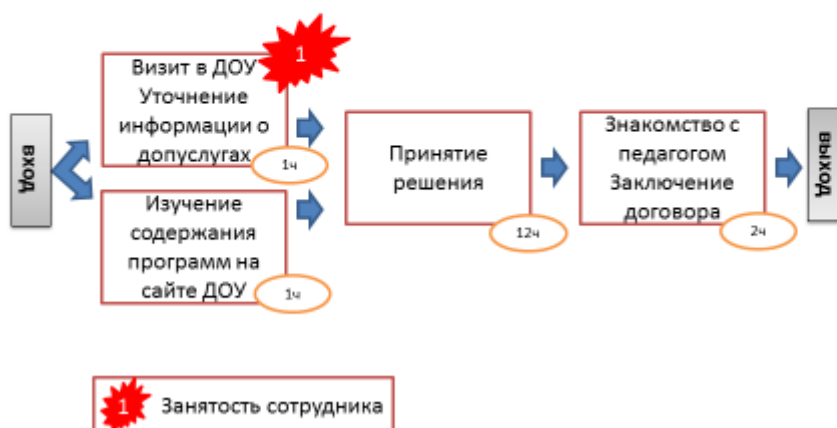 вход
Визит в ДОУ
Уточнение
информации о
допуслугах
1ч
1
Изучение
содержания
программ на
сайте ДОУ
1ч
Принятие
решения
12ч
Знакомство с
педагогом
Заключение
договора
2ч
выход
1 Занятость сотрудника